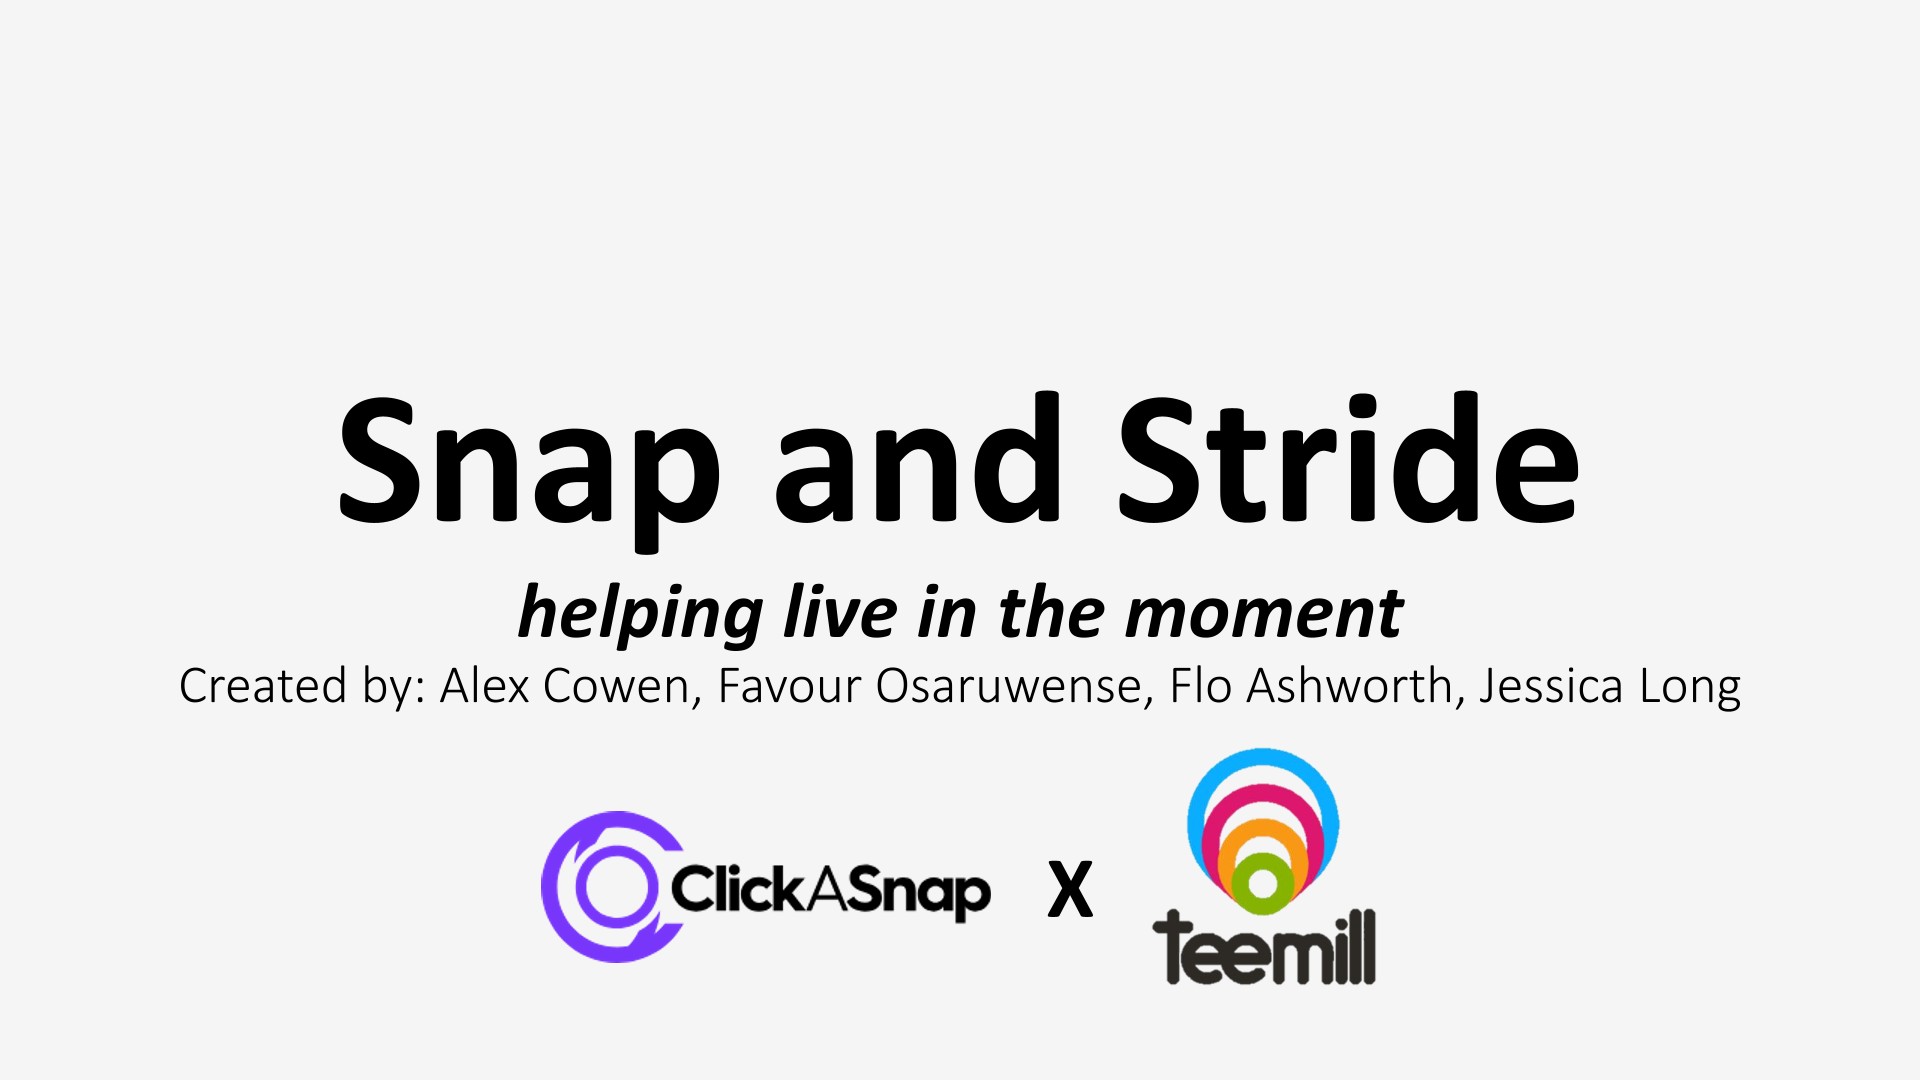 Snap and Stride
helping live in the moment
Created by: Alex Cowen, Favour Osaruwense, Flo Ashworth, Jessica Long
ClickASnap X teemill